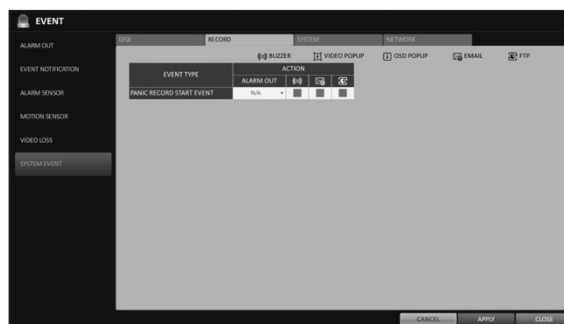 EVENT
ALARM OUT
EVENT NOTIFICATION
ALARM SENSOR
MOTION SENSOR
VIDEO LOSS
SYSTEM EVENT
DISK RECORD SYSTEM NETWORK
BUZZER VIDEO POPUP OSD POPUP EMAIL FTP
EVENT TYPE ACTION
ALARM OUT
PANIC RECORD START EVENT N/A
CANCEL APPLY CLOSE